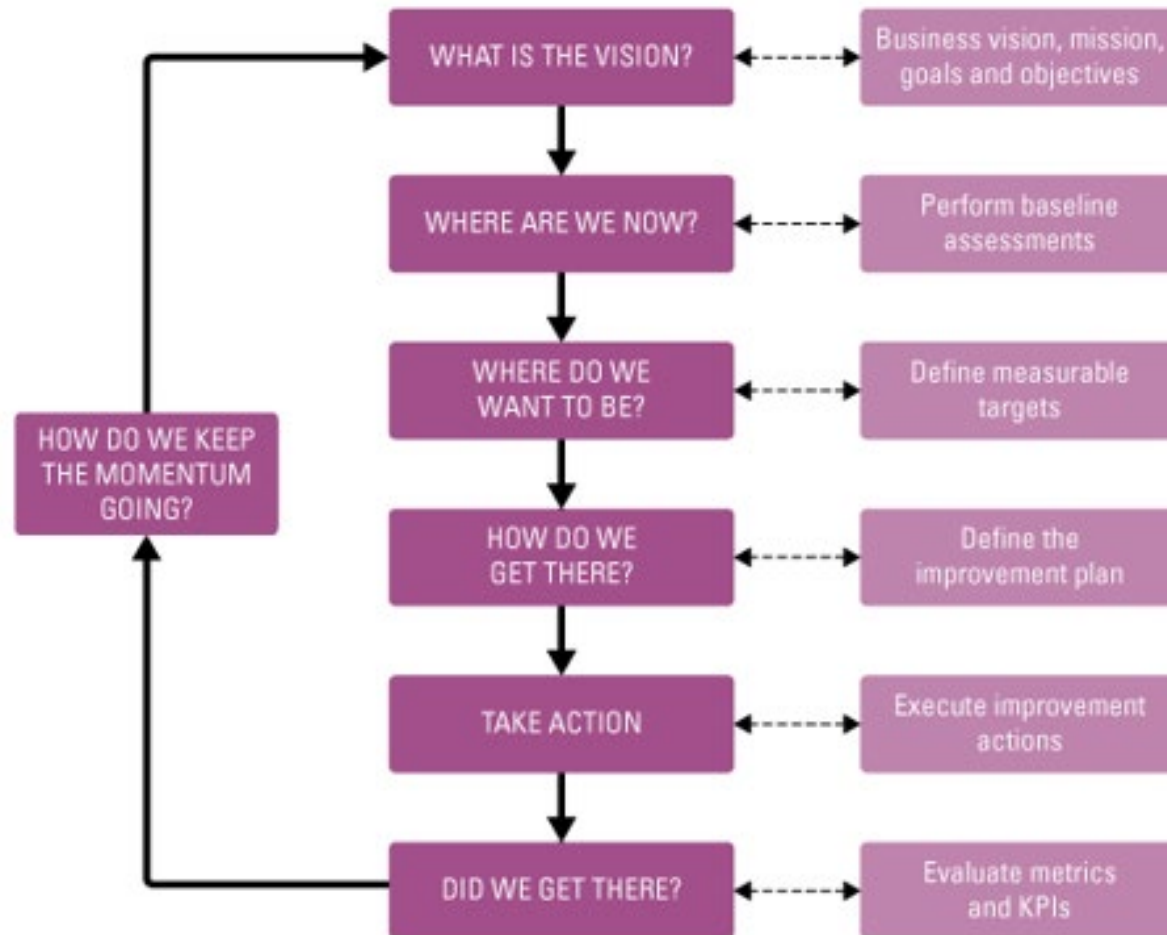 WHAT IS THE VISION?
Business vision, mission,
goals and objectives
WHERE ARE WE NOW?
Perform baseline
assessments
WHERE DO WE
WANT TO BE?
Define measurable
targets
HOW DO WE KEEP
THE MOMENTUM
GOING?
HOW DO WE
GET THERE?
Define the
improvement plan
TAKE ACTION
Execute improvement
actions
DID WE GET THERE?
Evaluate metrics
and KPIs